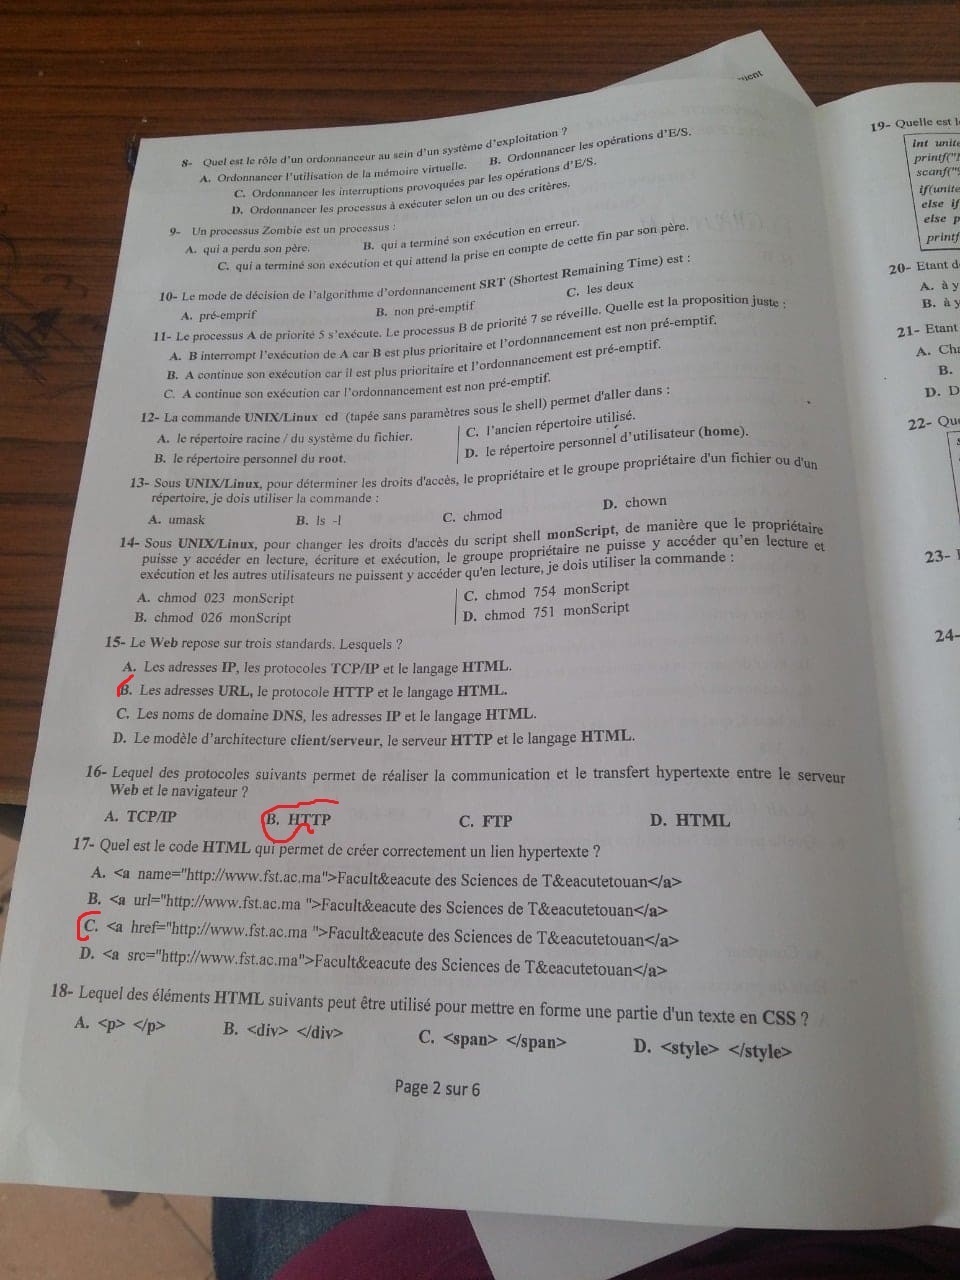 8- Quel est le rôle d'un ordonnanceur au sein d'un système d'exploitation ?
A. Ordonnancer l'utilisation de la mémoire virtuelle. B. Ordonnancer les opérations d'E/S.
C. Ordonnancer les interruptions provoquées par les opérations d'E/S.
D. Ordonnancer les processus à exécuter selon un ou des critères.
9- Un processus Zombie est un processus :
A. qui a perdu son père. B. qui a terminé son exécution en erreur.
C. qui a terminé son exécution et qui attend la prise en compte de cette fin par son père.
10- Le mode de décision de l'algorithme d'ordonnancement SRT (Shortest Remaining Time) est :
A. pré-emprif B. non pré-emptif C. les deux
11- Le processus A de priorité 5 s'exécute. Le processus B de priorité 7 se réveille. Quelle est la proposition juste :
A. B interrompt l'exécution de A car B est plus prioritaire et l'ordonnancement est non pré-emptif.
B. A continue son exécution car il est plus prioritaire et l'ordonnancement est pré-emptif.
C. A continue son exécution car l'ordonnancement est non pré-emptif.
12- La commande UNIX/Linux cd (tapée sans paramètres sous le shell) permet d'aller dans :
A. le répertoire racine / du système du fichier. C. l'ancien répertoire utilisé.
B. le répertoire personnel du root. D. le répertoire personnel d'utilisateur (home).
13- Sous UNIX/Linux, pour déterminer les droits d'accès, le propriétaire et le groupe propriétaire d'un fichier ou d'un
répertoire, je dois utiliser la commande :
A. umask B. ls -l C. chmod D. chown
14- Sous UNIX/Linux, pour changer les droits d'accès du script shell monScript, de manière que le propriétaire
puisse y accéder en lecture, écriture et exécution, le groupe propriétaire ne puisse y accéder qu'en lecture et
exécution et les autres utilisateurs ne puissent y accéder qu'en lecture, je dois utiliser la commande :
A. chmod 023 monScript C. chmod 754 monScript
B. chmod 026 monScript D. chmod 751 monScript
15- Le Web repose sur trois standards. Lesquels ?
A. Les adresses IP, les protocoles TCP/IP et le langage HTML.
B. Les adresses URL, le protocole HTTP et le langage HTML.
C. Les noms de domaine DNS, les adresses IP et le langage HTML.
D. Le modèle d'architecture client/serveur, le serveur HTTP et le langage HTML.
16- Lequel des protocoles suivants permet de réaliser la communication et le transfert hypertexte entre le serveur
Web et le navigateur ?
A. TCP/IP B. HTTP C. FTP D. HTML
17- Quel est le code HTML qui permet de créer correctement un lien hypertexte ?
A. <a name="http://www.fst.ac.ma">Facult&eacute des Sciences de T&eacutetouan</a>
B. <a url="http://www.fst.ac.ma ">Facult&eacute des Sciences de T&eacutetouan</a>
C. <a href="http://www.fst.ac.ma ">Facult&eacute des Sciences de T&eacutetouan</a>
D. <a src="http://www.fst.ac.ma">Facult&eacute des Sciences de T&eacutetouan</a>
18- Lequel des éléments HTML suivants peut être utilisé pour mettre en forme une partie d'un texte en CSS ?
A. <p> </p> B. <div> </div> C. <span> </span> D. <style> </style>
Page 2 sur 6
19- Quelle est
int
printf("
scanf("
else if
else
printf
20- Etant
A. à
B. à
21- Etant
A.
B.
D.
22-
23-
24-